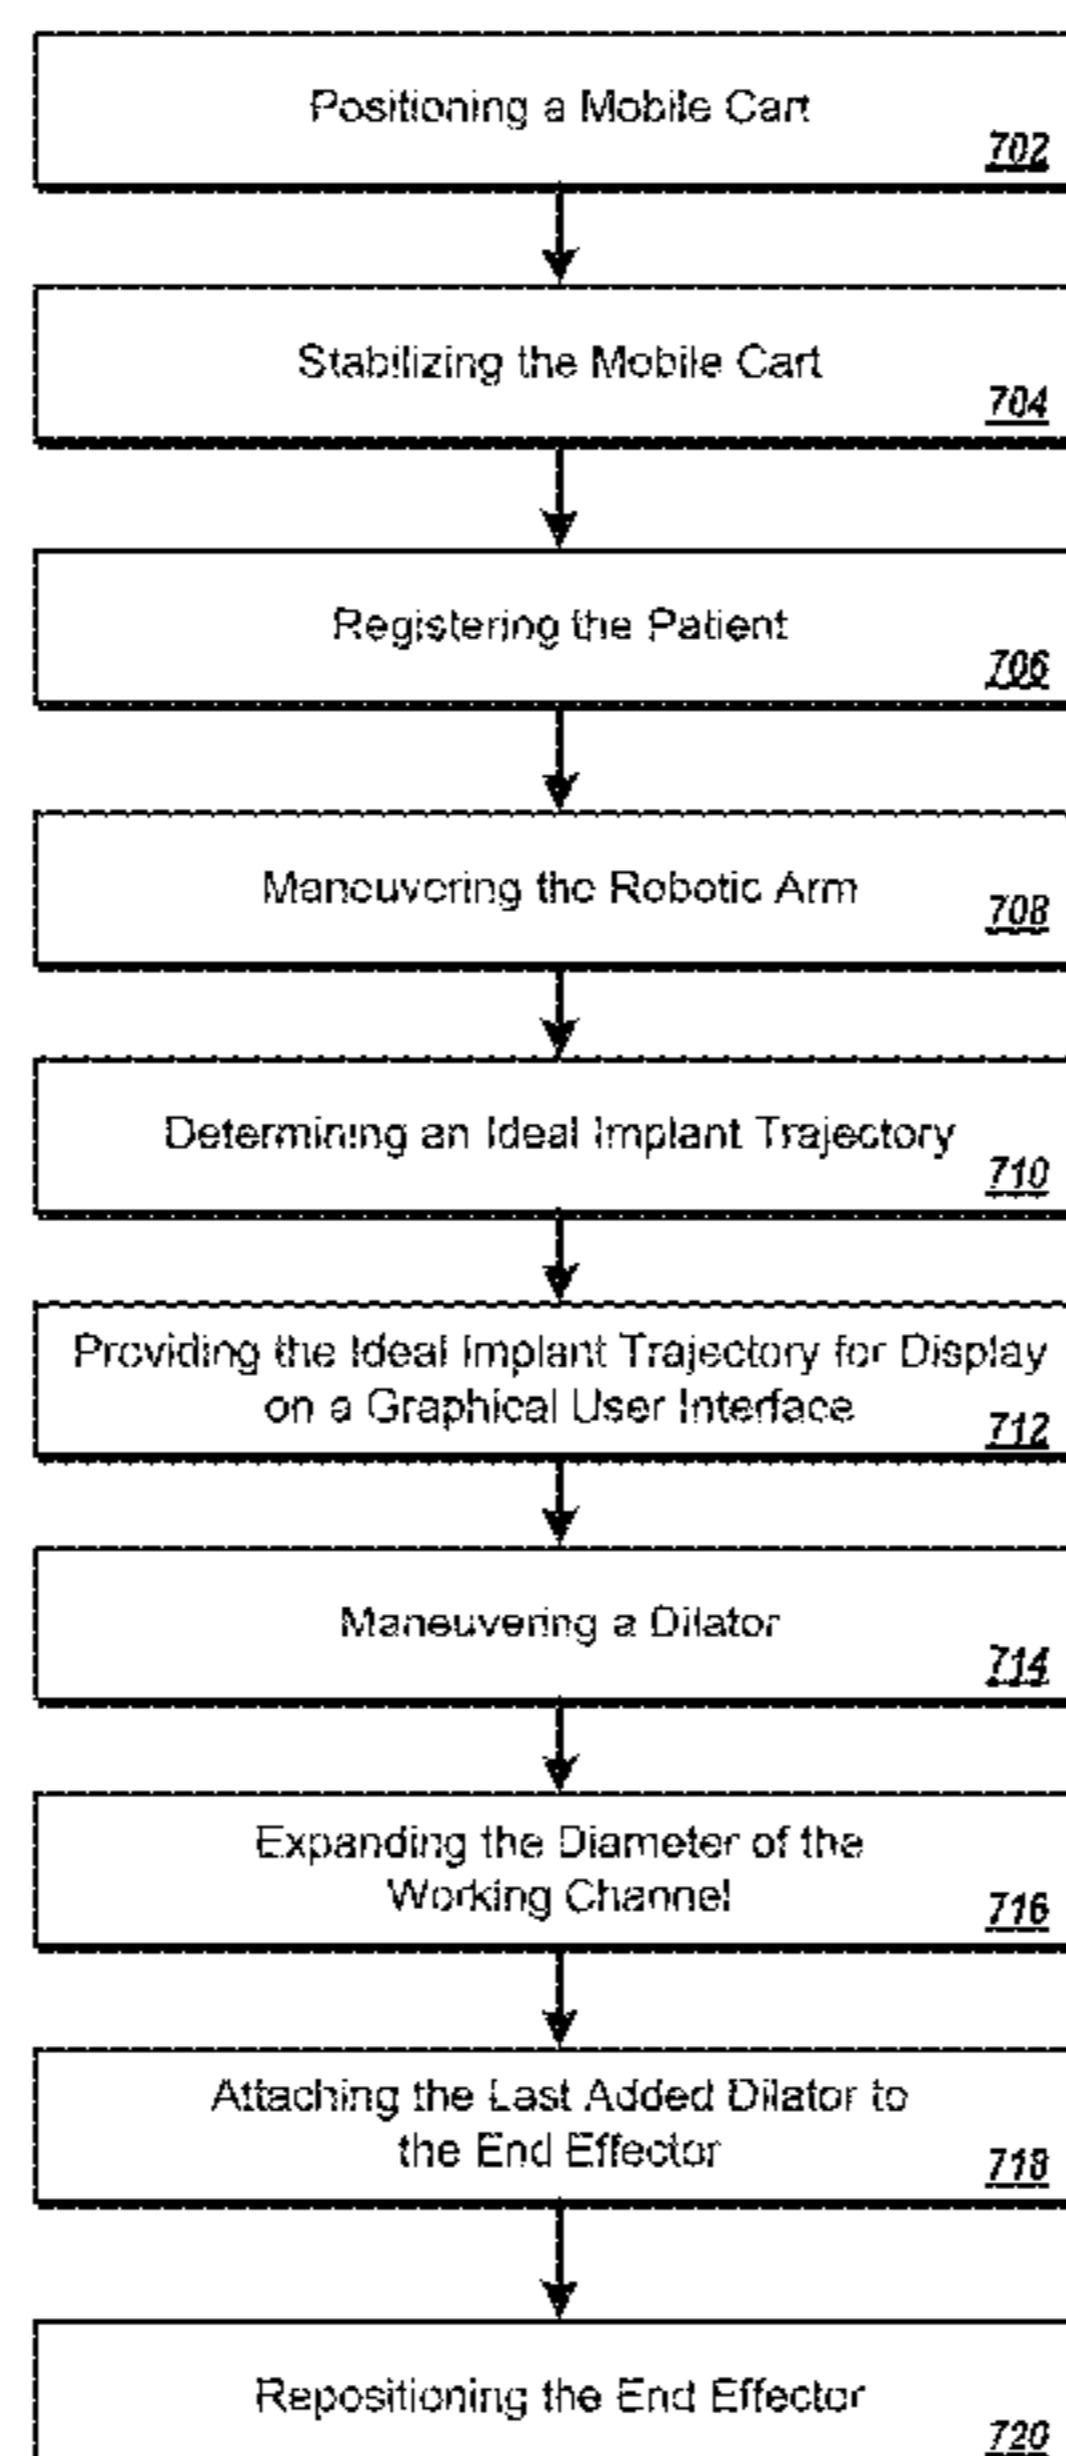 Positioning a Mobile Cart
702
Stabilizing the Mobile Cart
704
Registering the Patient
706
Maneuvering the Robotic Arm
708
Determining an Ideal Implant Trajectory
710
Providing the Ideal Implant Trajectory for Display
on a Graphical User Interface
712
Maneuvering a Dilator
714
Expanding the Diameter of the
Working Channel
716
Attaching the Last Added Dilator to
the End Effector
718
Repositioning the End Effector
720